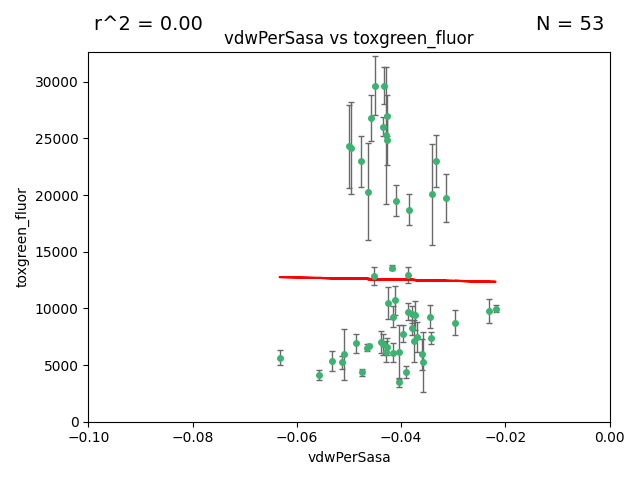 r^2 = 0.00
N = 53
vdwPerSasa vs toxgreen_fluor
30000
25000
20000
15000
10000
5000
0
toxgreen_fluor
−0.10
−0.08
−0.06
−0.04
−0.02
0.00
vdwPerSasa